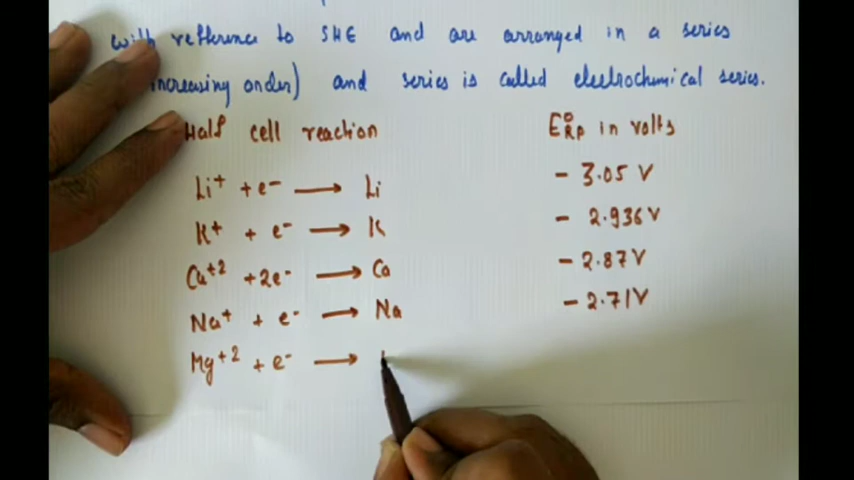 with refference to SHE and are arranged in a series
increasing order) and series is called electrochemical series.
Half cell reaction E°RP in volts
Li+ + e- → Li - 3.05 V
K+ + e- → K - 2.936 V
Ca+2 + 2e- → Ca - 2.87 V
Na+ + e- → Na - 2.71 V
Mg+2 + e- →